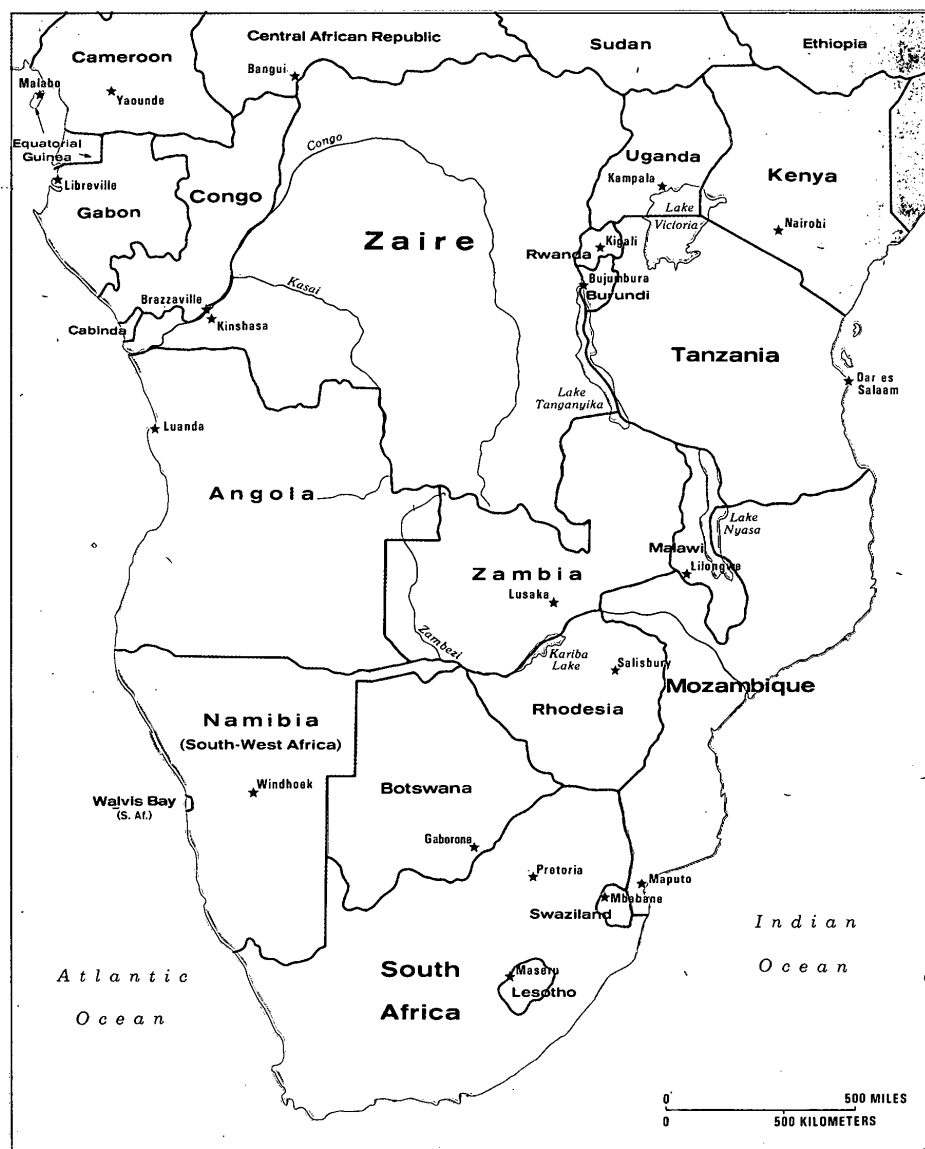 Central African Republic
Sudan
Ethiopia
Cameroon
Bangui
Malabo
Yaounde
Equatorial
Guinea
Congo
Uganda
Kampala
Kenya
Libreville
Congo
Gabon
Lake
Victoria
Nairobi
Zaire
Kigali
Rwanda
Kasai
Bujumbura
Burundi
Brazzaville
Kinshasa
Cabinda
Tanzania
Dar es
Salaam
Lake
Tanganyika
Luanda
Angola
Lake
Nyasa
Malawi
Lilongwe
Zambia
Lusaka
Zambezi
Kariba
Lake
Salisbury
Mozambique
Rhodesia
Namibia
(South-West Africa)
Windhoek
Botswana
Walvis Bay
(S. Af.)
Gaborone
Pretoria
Maputo
Mbabane
Swaziland
Indian
Ocean
Atlantic
Ocean
South
Africa
Maseru
Lesotho
0 500 MILES
0 500 KILOMETERS